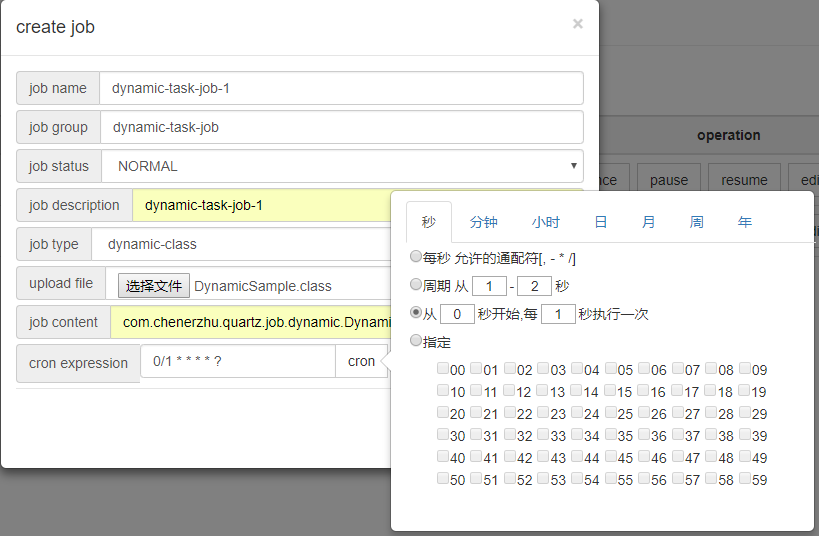 create job ×
operation
job name dynamic-task-job-1
job group dynamic-task-job
job status NORMAL
pause resume
job description dynamic-task-job-1
job type dynamic-class
upload file 选择文件 DynamicSample.class
job content com.chenerzhu.quartz.job.dynamic.Dynami
cron expression 0/1 * * * * ? cron
秒 分钟 小时 日 月 周 年
每秒 允许的通配符[, - * /]
周期 从 1 - 2 秒
从 0 秒开始,每 1 秒执行一次
指定
00 01 02 03 04 05 06 07 08 09
10 11 12 13 14 15 16 17 18 19
20 21 22 23 24 25 26 27 28 29
30 31 32 33 34 35 36 37 38 39
40 41 42 43 44 45 46 47 48 49
50 51 52 53 54 55 56 57 58 59